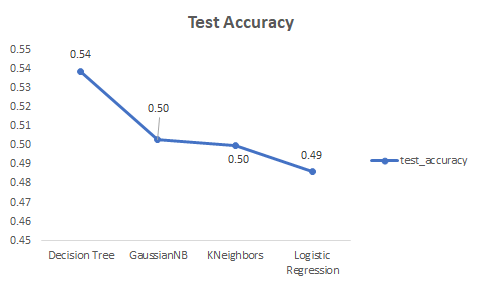 Test Accuracy
0.55
0.54
0.53
0.52
0.51
0.50
0.49
0.48
0.47
0.46
0.45
0.54
0.50
0.50
0.49
Decision Tree
GaussianNB
KNeighbors
Logistic
Regression
test_accuracy